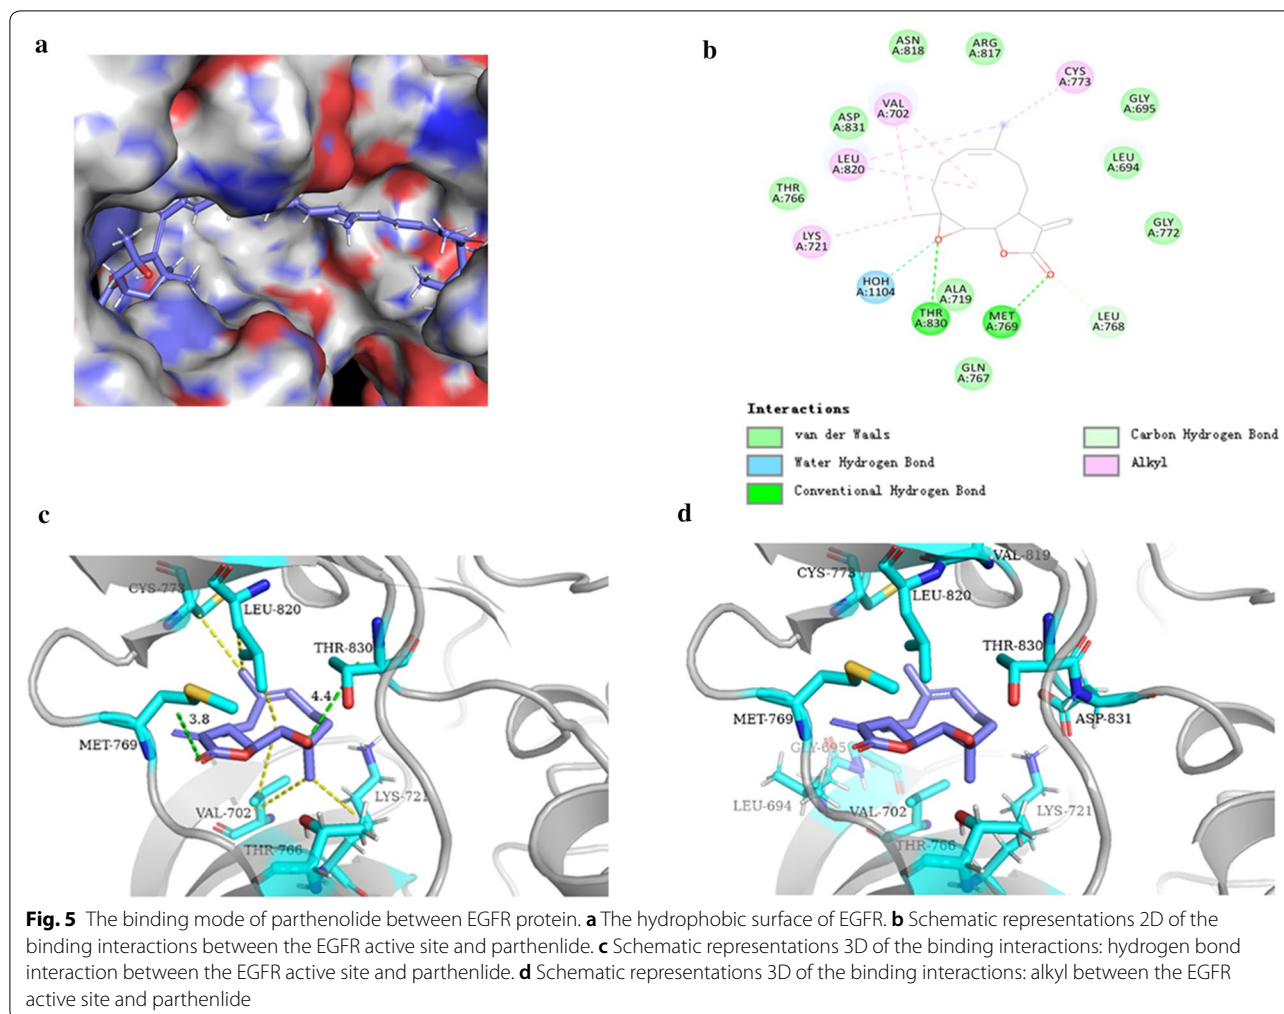 a
b
ASN
A:818
ARG
A:817
CYS
A:773
VAL
A:702
GLY
A:695
ASP
A:831
LEU
A:820
LEU
A:694
THR
A:766
GLY
A:772
LYS
A:721
HOH
A:1104
ALA
A:719
THR
A:830
MET
A:769
LEU
A:768
GLN
A:767
O
O
O
Interactions
van der Waals
Water Hydrogen Bond
Conventional Hydrogen Bond
Carbon Hydrogen Bond
Alkyl
c
CYS-773
LEU-820
THR-830
4.4
3.8
MET-769
LYS-721
VAL-702
THR-766
d
VAL-819
CYS-773
LEU-820
THR-830
MET-769
ASP-831
GLY-695
LEU-694
VAL-702
LYS-721
THR-766
Fig. 5 The binding mode of parthenolide between EGFR protein. a The hydrophobic surface of EGFR. b Schematic representations 2D of the
binding interactions between the EGFR active site and parthenlide. c Schematic representations 3D of the binding interactions: hydrogen bond
interaction between the EGFR active site and parthenlide. d Schematic representations 3D of the binding interactions: alkyl between the EGFR
active site and parthenlide